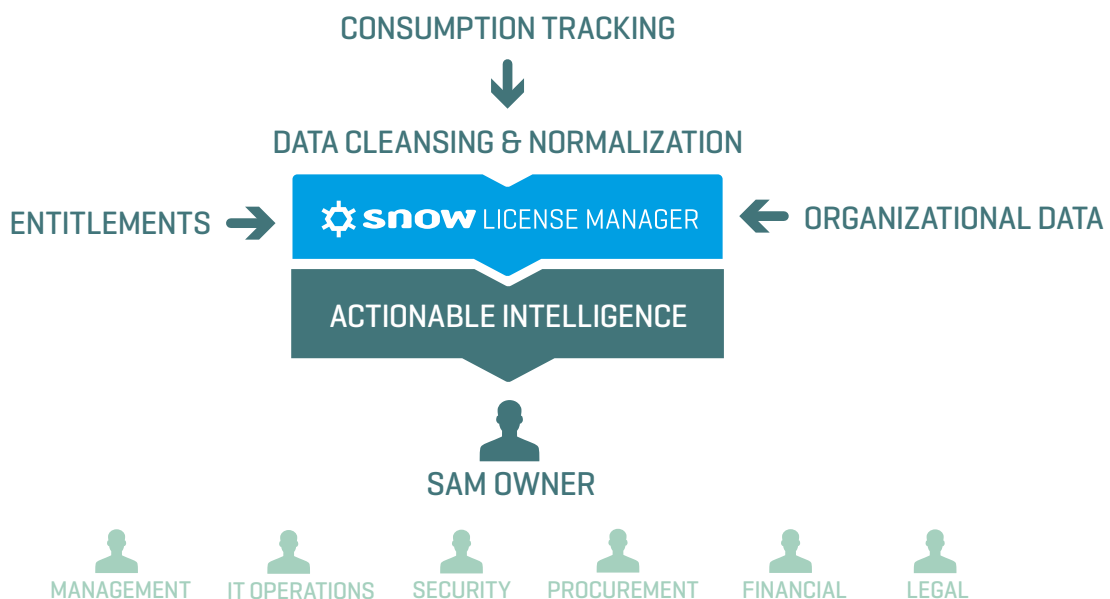 CONSUMPTION TRACKING
DATA CLEANSING & NORMALIZATION
ENTITLEMENTS
snow LICENSE MANAGER
ORGANIZATIONAL DATA
ACTIONABLE INTELLIGENCE
SAM OWNER
MANAGEMENT
IT OPERATIONS
SECURITY
PROCUREMENT
FINANCIAL
LEGAL